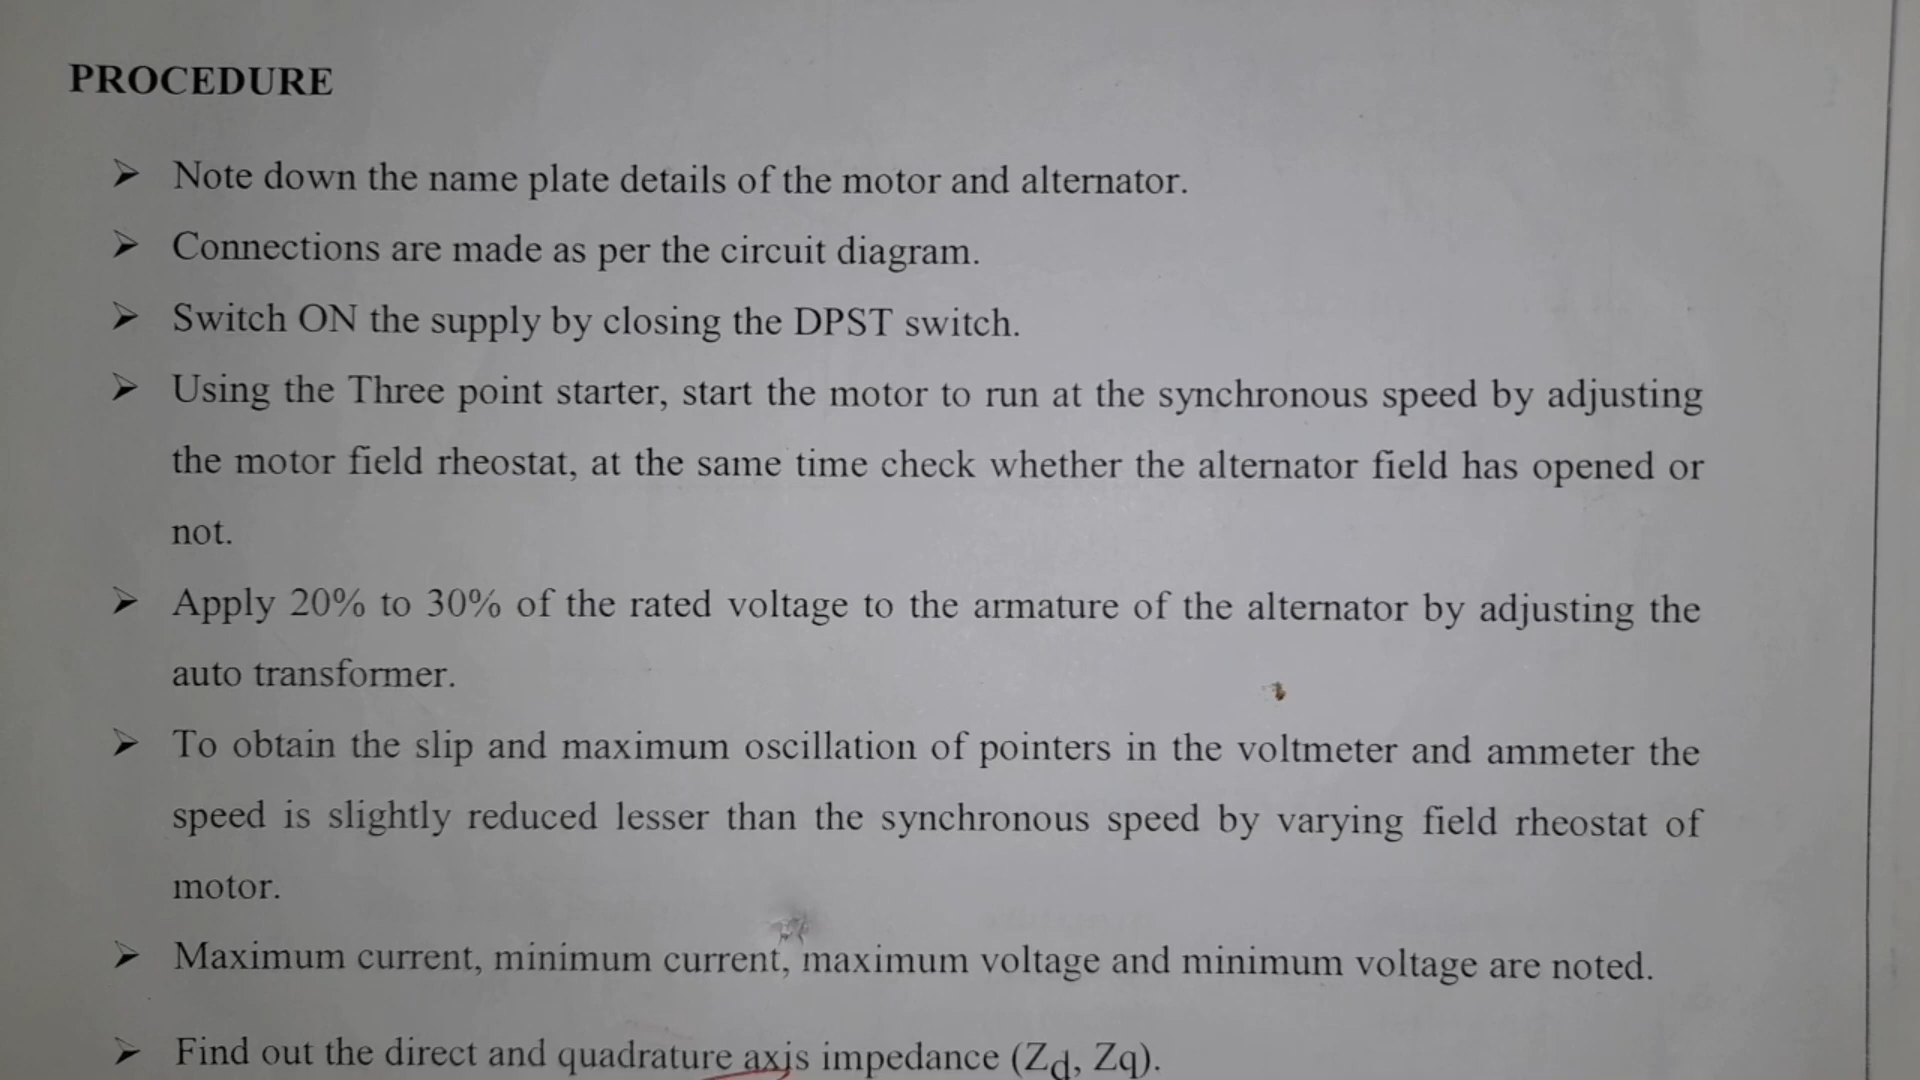 PROCEDURE
➤ Note down the name plate details of the motor and alternator.
➤ Connections are made as per the circuit diagram.
➤ Switch ON the supply by closing the DPST switch.
➤ Using the Three point starter, start the motor to run at the synchronous speed by adjusting
the motor field rheostat, at the same time check whether the alternator field has opened or
not.
➤ Apply 20% to 30% of the rated voltage to the armature of the alternator by adjusting the
auto transformer.
➤ To obtain the slip and maximum oscillation of pointers in the voltmeter and ammeter the
speed is slightly reduced lesser than the synchronous speed by varying field rheostat of
motor.
➤ Maximum current, minimum current, maximum voltage and minimum voltage are noted.
➤ Find out the direct and quadrature axis impedance (Zd, Zq).